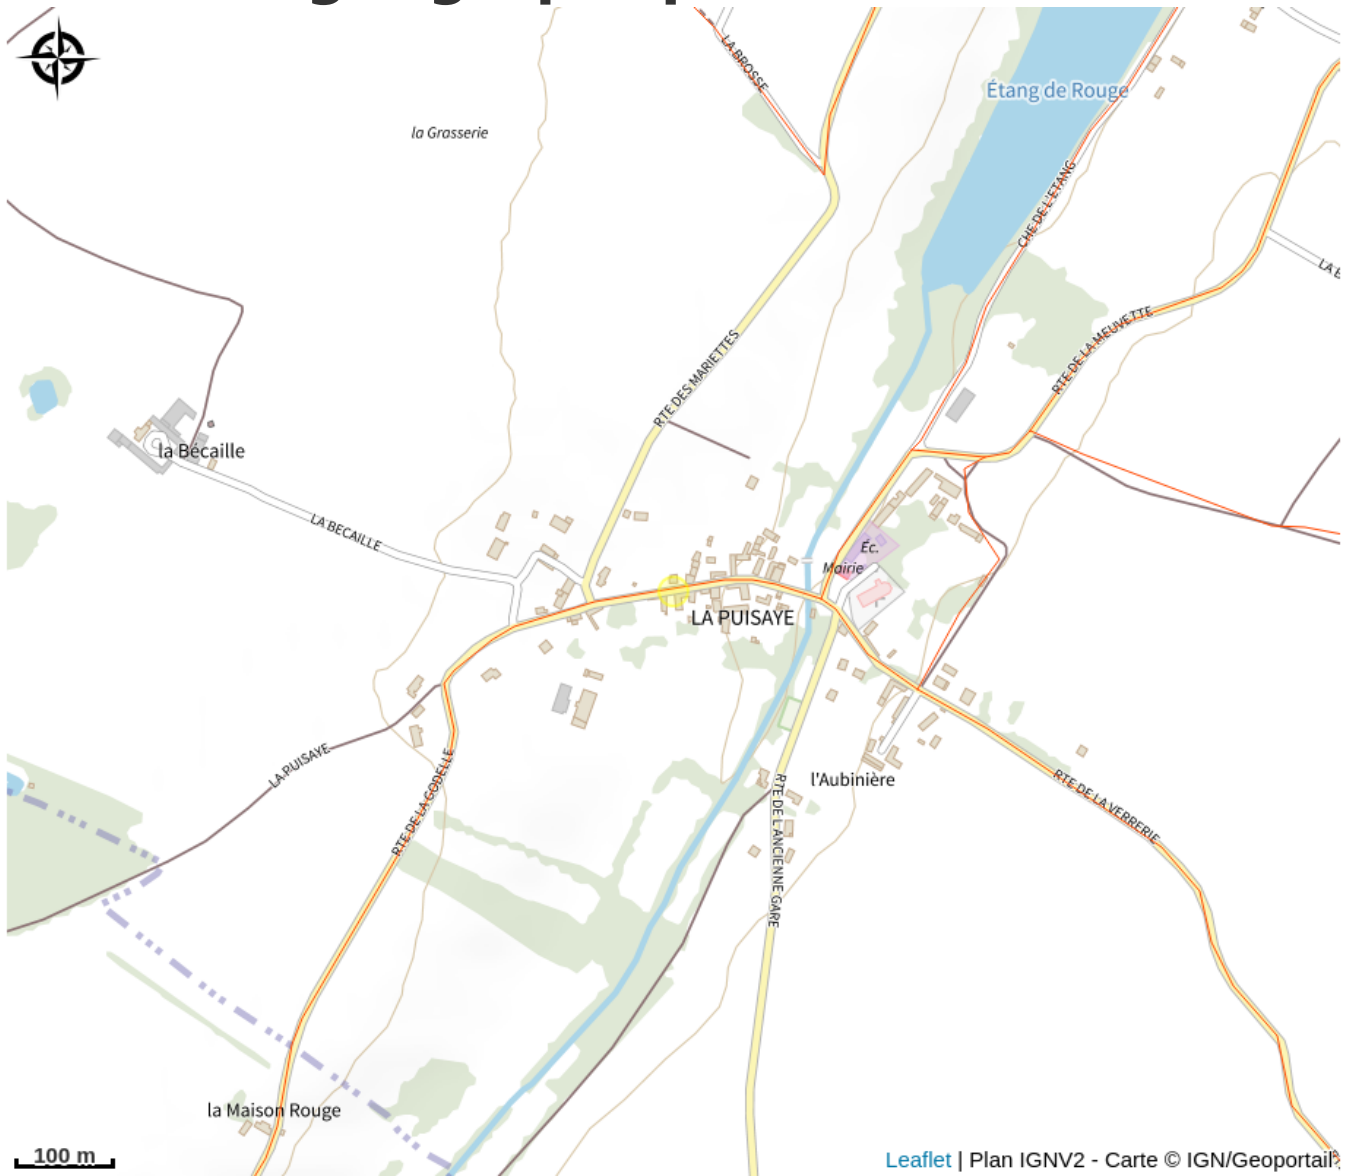 LA BROSSE
Étang de Rouge
la Grasserie
CHE DE L'ETANG
LA B
RTE DE LA MEUVETTE
RTE DES MARIETTES
la Bécaille
LA BECAILLE
Éc.
Mairie
LA PUISAYE
LA PUISAYE
RTE DE LA GODELLE
l'Aubinière
RTE DE L'ANCIENNE GARE
RTE DE LA VERRERIE
la Maison Rouge
100 m
Leaflet | Plan IGNV2 - Carte © IGN/Geoportail